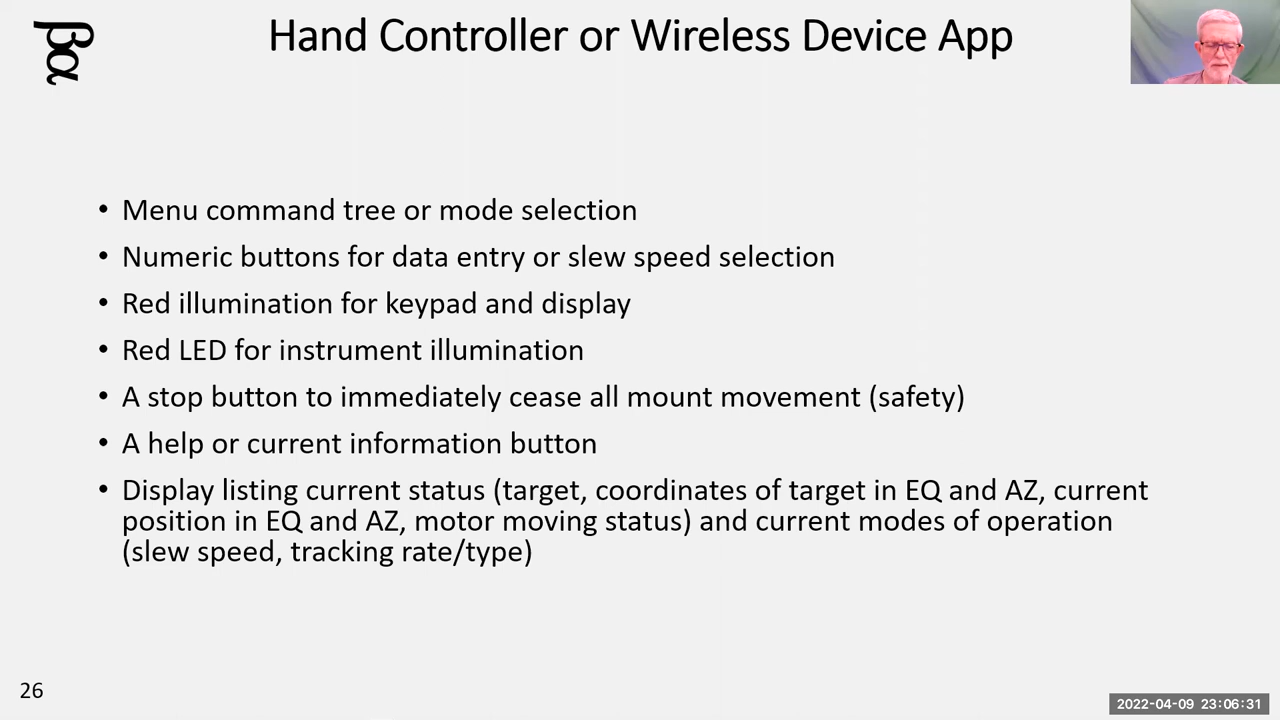 βα
Hand Controller or Wireless Device App
• Menu command tree or mode selection
• Numeric buttons for data entry or slew speed selection
• Red illumination for keypad and display
• Red LED for instrument illumination
• A stop button to immediately cease all mount movement (safety)
• A help or current information button
• Display listing current status (target, coordinates of target in EQ and AZ, current
position in EQ and AZ, motor moving status) and current modes of operation
(slew speed, tracking rate/type)
26
2022-04-09 23:06:31